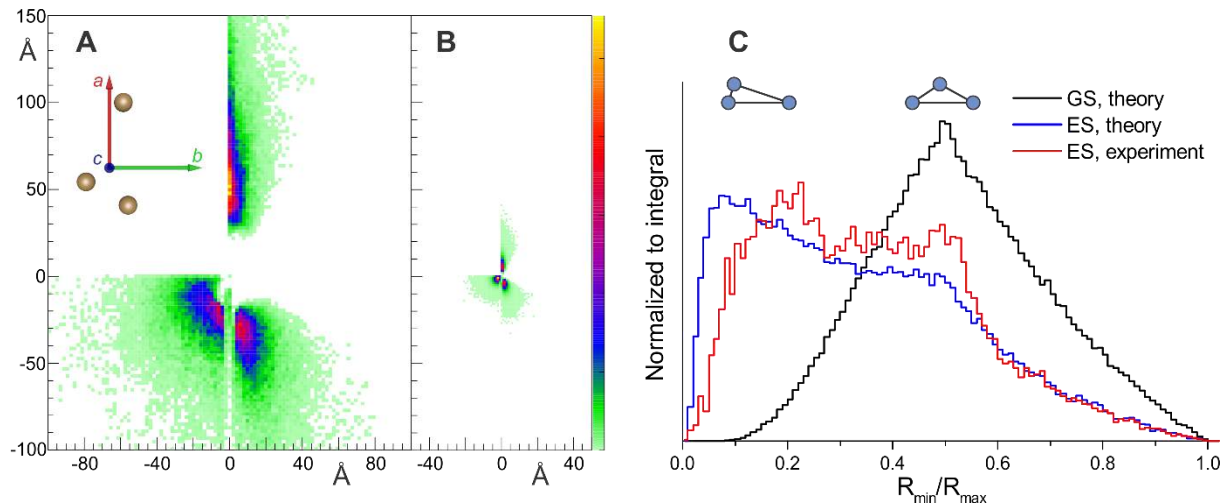 A
B
C
Å
150
100
50
0
-50
-100
a
c
b
-80
-40
0
40
80
Å
-40
0
40
Å
GS, theory
ES, theory
ES, experiment
Normalized to integral
0.0
0.2
0.4
0.6
0.8
1.0
R_min/R_max